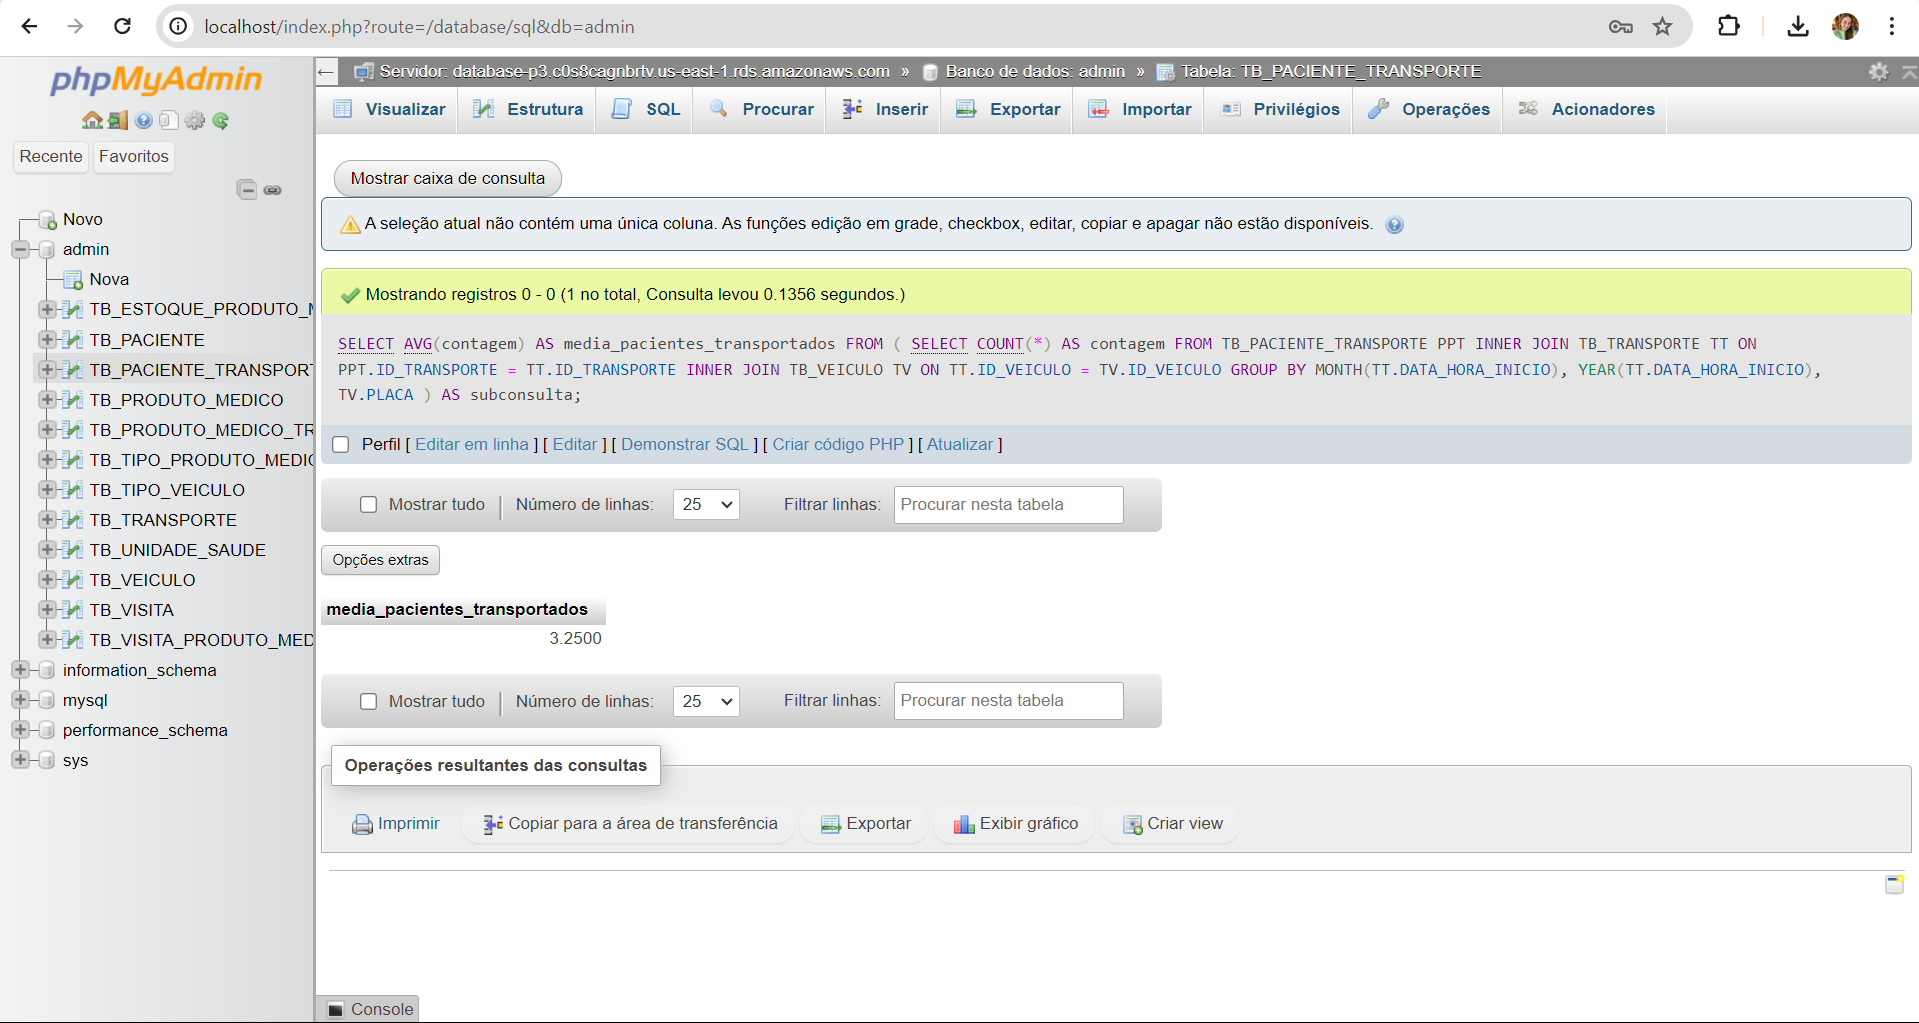 localhost/index.php?route=/database/sql&db=admin
phpMyAdmin
Recente Favoritos
Novo
admin
Nova
TB_ESTOQUE_PRODUTO_M
TB_PACIENTE
TB_PACIENTE_TRANSPORT
TB_PRODUTO_MEDICO
TB_PRODUTO_MEDICO_TR
TB_TIPO_PRODUTO_MEDIC
TB_TIPO_VEICULO
TB_TRANSPORTE
TB_UNIDADE_SAUDE
TB_VEICULO
TB_VISITA
TB_VISITA_PRODUTO_MED
information_schema
mysql
performance_schema
sys
Servidor: database-p3.c0s8cagnbrtv.us-east-1.rds.amazonaws.com » Banco de dados: admin » Tabela: TB_PACIENTE_TRANSPORTE
Visualizar Estrutura SQL Procurar Inserir Exportar Importar Privilégios Operações Acionadores
Mostrar caixa de consulta
A seleção atual não contém uma única coluna. As funções edição em grade, checkbox, editar, copiar e apagar não estão disponíveis.
Mostrando registros 0 - 0 (1 no total, Consulta levou 0.1356 segundos.)
SELECT AVG(contagem) AS media_pacientes_transportados FROM ( SELECT COUNT(*) AS contagem FROM TB_PACIENTE_TRANSPORTE PPT INNER JOIN TB_TRANSPORTE TT ON
PPT.ID_TRANSPORTE = TT.ID_TRANSPORTE INNER JOIN TB_VEICULO TV ON TT.ID_VEICULO = TV.ID_VEICULO GROUP BY MONTH(TT.DATA_HORA_INICIO), YEAR(TT.DATA_HORA_INICIO),
TV.PLACA ) AS subconsulta;
Perfil [ Editar em linha ] [ Editar ] [ Demonstrar SQL ] [ Criar código PHP ] [ Atualizar ]
Mostrar tudo | Número de linhas: 25 Filtrar linhas: Procurar nesta tabela
Opções extras
media_pacientes_transportados
3.2500
Mostrar tudo | Número de linhas: 25 Filtrar linhas: Procurar nesta tabela
Operações resultantes das consultas
Imprimir Copiar para a área de transferência Exportar Exibir gráfico Criar view
Console